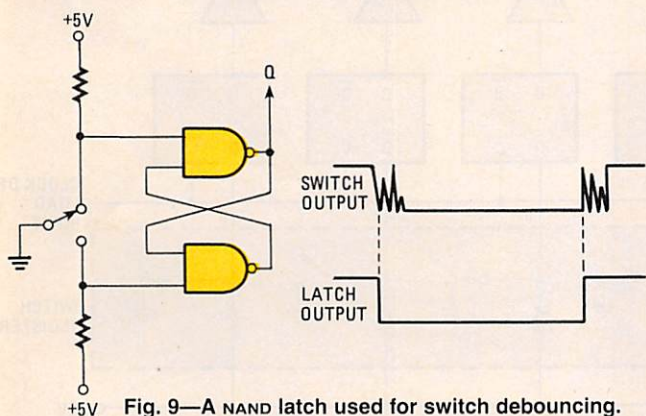 +5V
Q
SWITCH
OUTPUT
LATCH
OUTPUT
+5V
Fig. 9—A NAND latch used for switch debouncing.